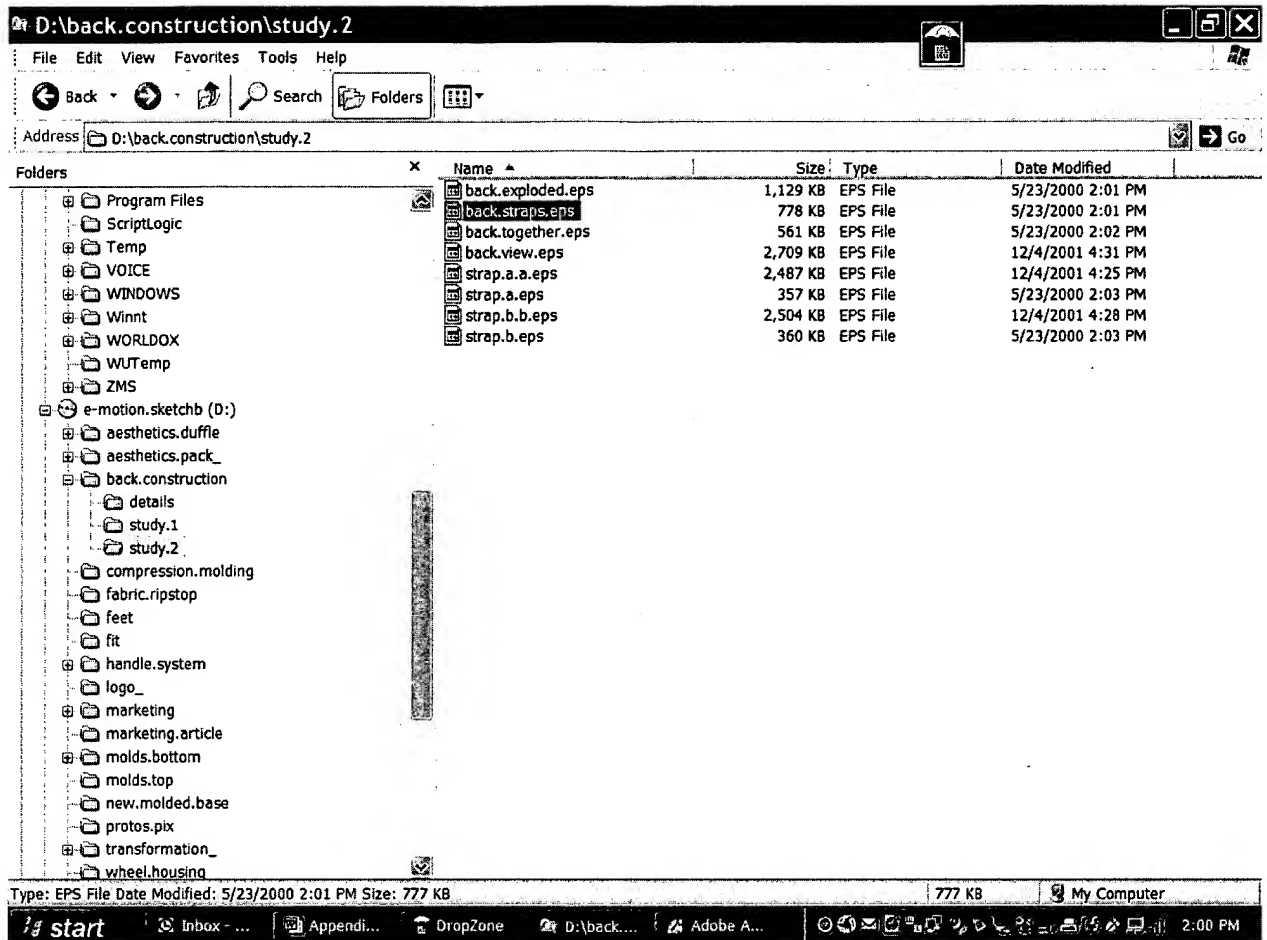 D:\back.construction\study.2
File Edit View Favorites Tools Help
Back Search Folders
Address D:\back.construction\study.2 Go
Folders x
Name Size Type Date Modified
back.exploded.eps 1,129 KB EPS File 5/23/2000 2:01 PM
back.straps.eps 778 KB EPS File 5/23/2000 2:01 PM
back.together.eps 561 KB EPS File 5/23/2000 2:02 PM
back.view.eps 2,709 KB EPS File 12/4/2001 4:31 PM
strap.a.a.eps 2,487 KB EPS File 12/4/2001 4:25 PM
strap.a.eps 357 KB EPS File 5/23/2000 2:03 PM
strap.b.b.eps 2,504 KB EPS File 12/4/2001 4:28 PM
strap.b.eps 360 KB EPS File 5/23/2000 2:03 PM
Program Files
ScriptLogic
Temp
VOICE
WINDOWS
Winnt
WORLDOX
WUTemp
ZMS
e-motion.sketchb (D:)
aesthetics.duffle
aesthetics.pack_
back.construction
details
study.1
study.2
compression.molding
fabric.ripstop
feet
fit
handle.system
logo_
marketing
marketing.article
molds.bottom
molds.top
new.molded.base
protos.pix
transformation_
wheel.housing
Type: EPS File Date Modified: 5/23/2000 2:01 PM Size: 777 KB 777 KB My Computer
start Inbox - ... Appendi... DropZone D:\back.... Adobe A... 2:00 PM